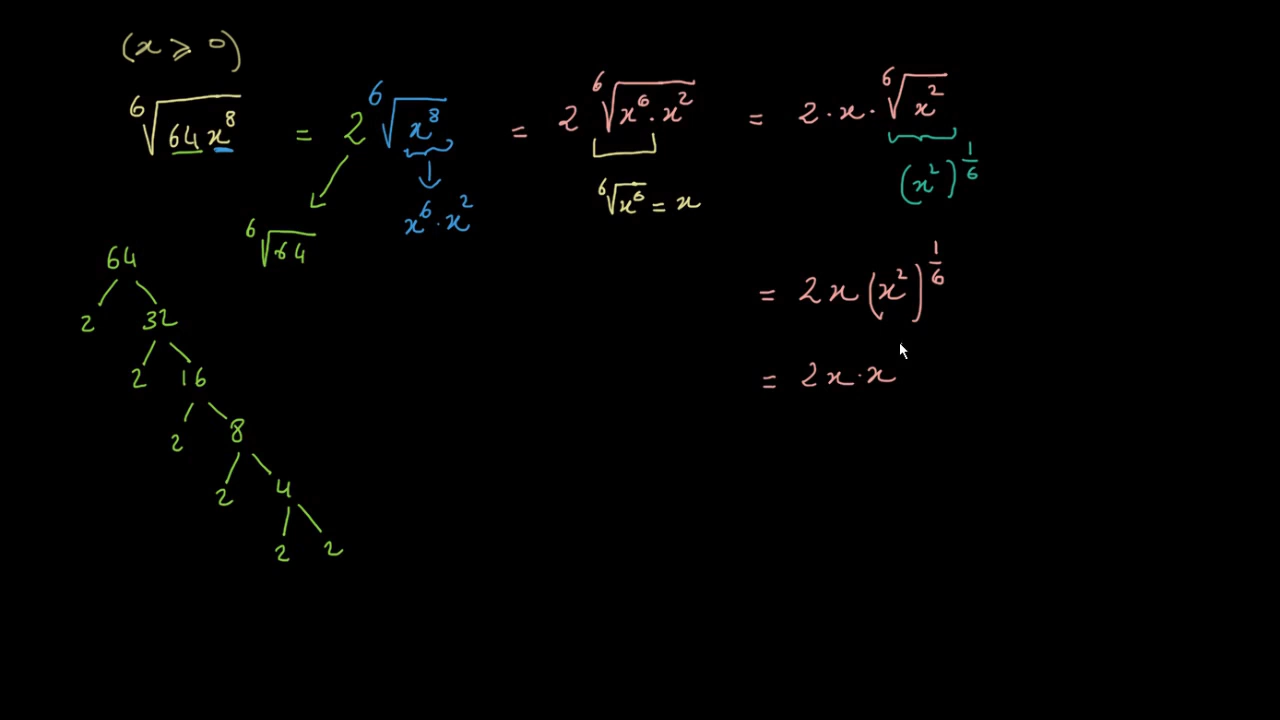 (x ⩾ 0)
⁶√(64x⁸) = 2 ⁶√(x⁸) = 2 ⁶√(x⁶·x²) = 2·x·⁶√(x²)
x⁶·x²
⁶√(x⁶) = x
(x²)^(1/6)
⁶√64
= 2x(x²)^(1/6)
= 2x·x
64
2 32
2 16
2 8
2 4
2 2